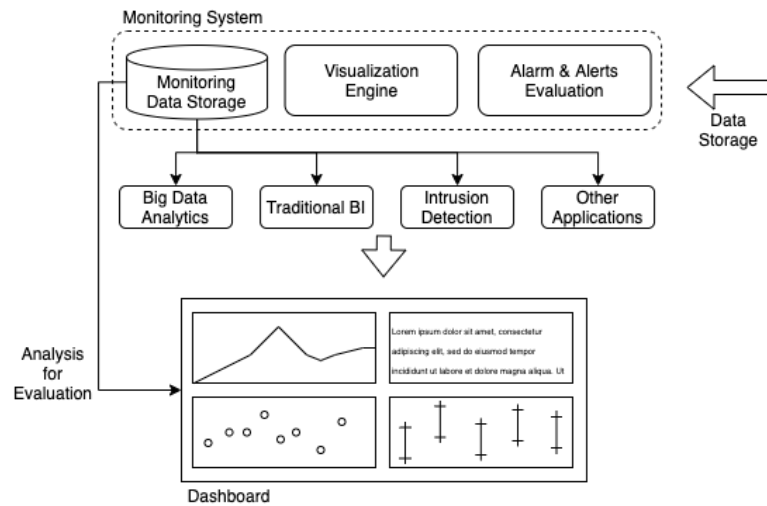 Monitoring System
Monitoring
Data Storage
Visualization
Engine
Alarm & Alerts
Evaluation
Data
Storage
Big Data
Analytics
Traditional BI
Intrusion
Detection
Other
Applications
Analysis
for
Evaluation
Lorem ipsum dolor sit amet, consectetur
adipiscing elit, sed do eiusmod tempor
incididunt ut labore et dolore magna aliqua. Ut
Dashboard